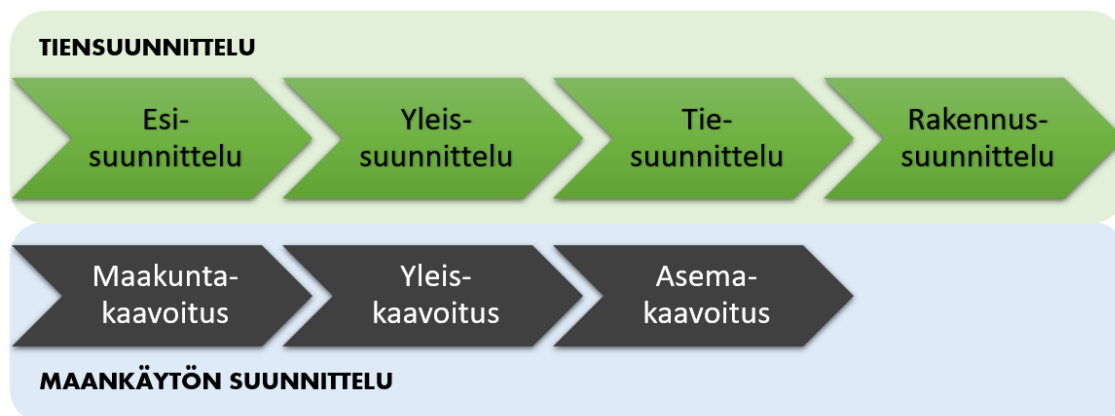 TIENSUUNNITTELU
Esi-
suunnittelu
Yleis-
suunnittelu
Tie-
suunnittelu
Rakennus-
suunnittelu
Maakunta-
kaavoitus
Yleis-
kaavoitus
Asema-
kaavoitus
MAANKÄYTÖN SUUNNITTELU